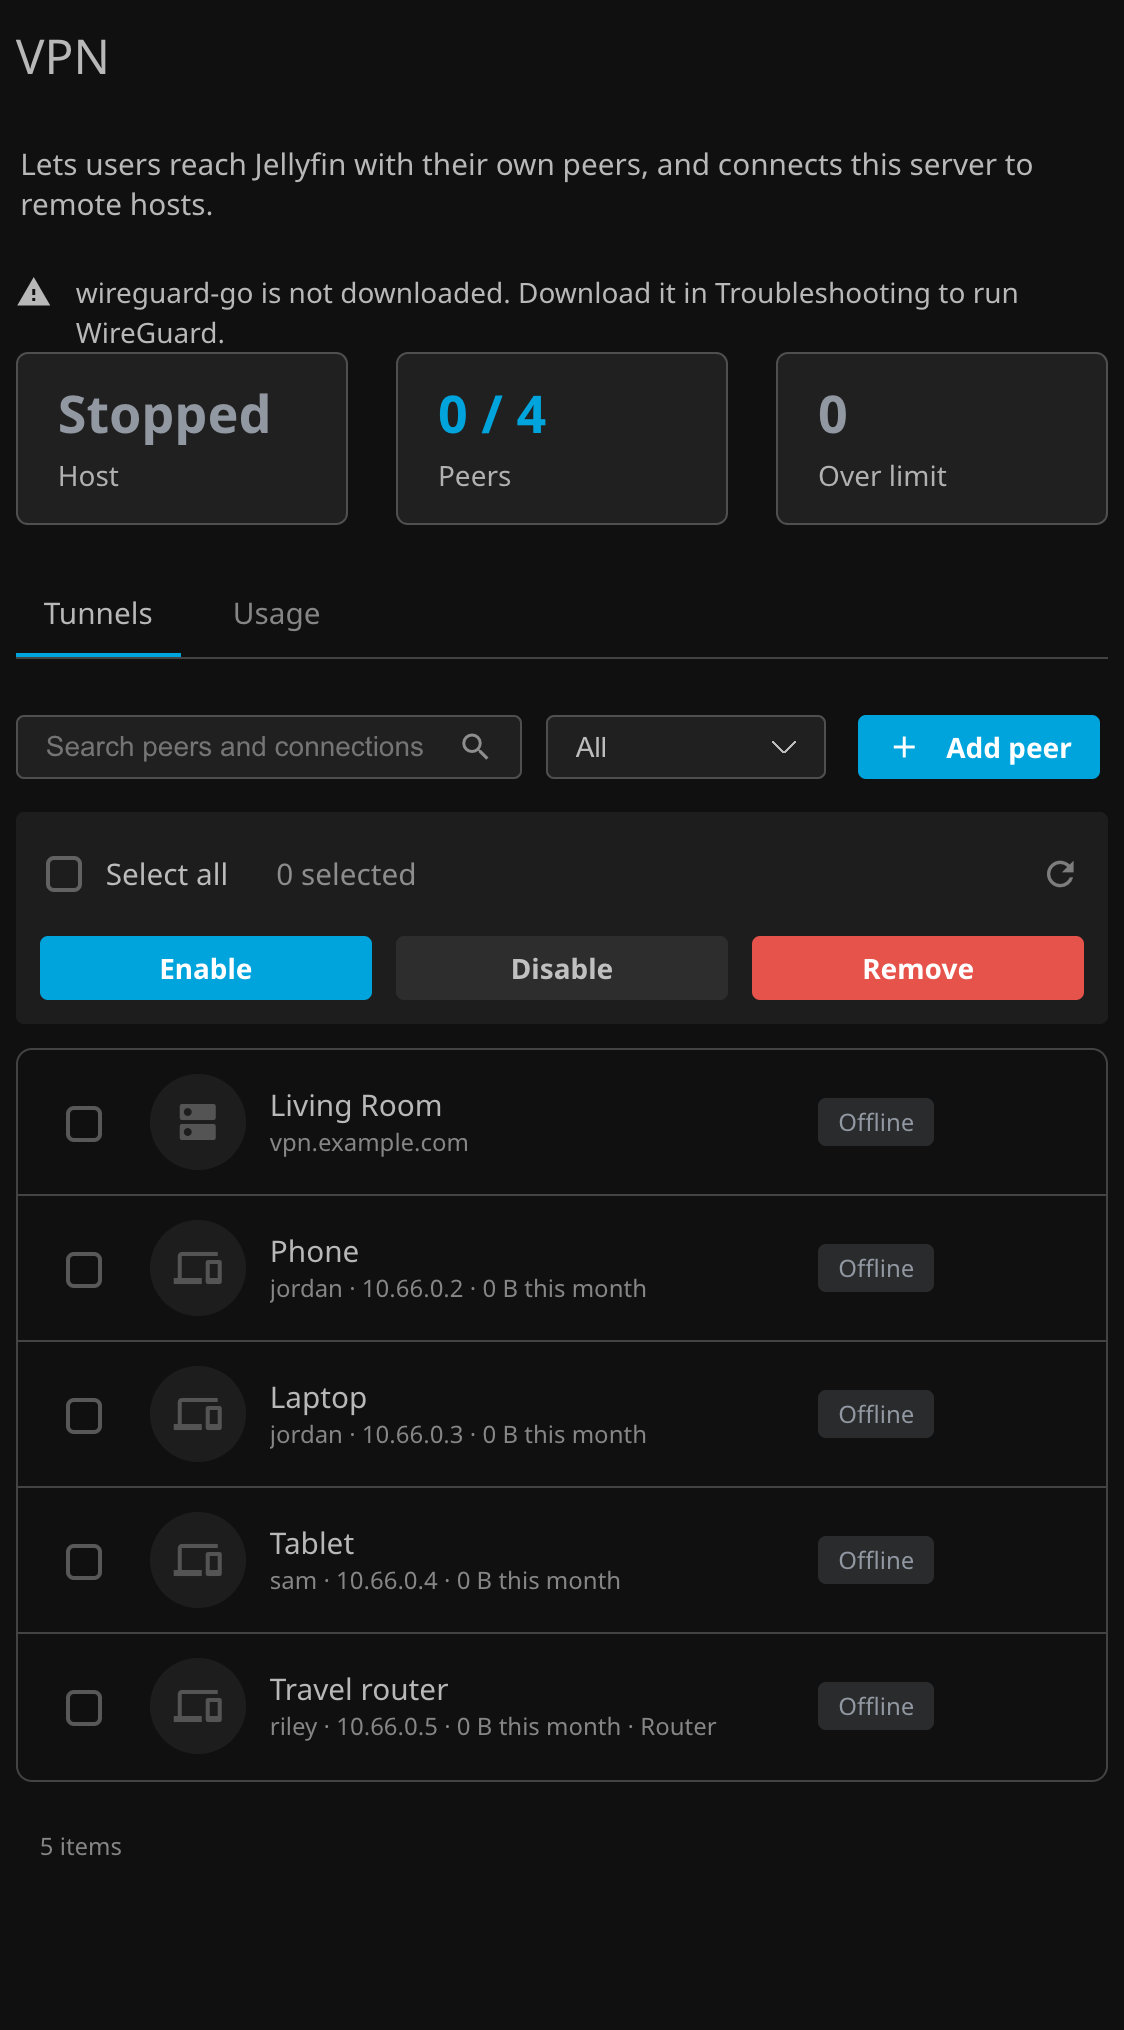 VPN
Lets users reach Jellyfin with their own peers, and connects this server to
remote hosts.
wireguard-go is not downloaded. Download it in Troubleshooting to run
WireGuard.
Stopped
Host
0 / 4
Peers
0
Over limit
Tunnels
Usage
Search peers and connections
All
Add peer
Select all
0 selected
Enable
Disable
Remove
Living Room
vpn.example.com
Offline
Phone
jordan · 10.66.0.2 · 0 B this month
Offline
Laptop
jordan · 10.66.0.3 · 0 B this month
Offline
Tablet
sam · 10.66.0.4 · 0 B this month
Offline
Travel router
riley · 10.66.0.5 · 0 B this month · Router
Offline
5 items